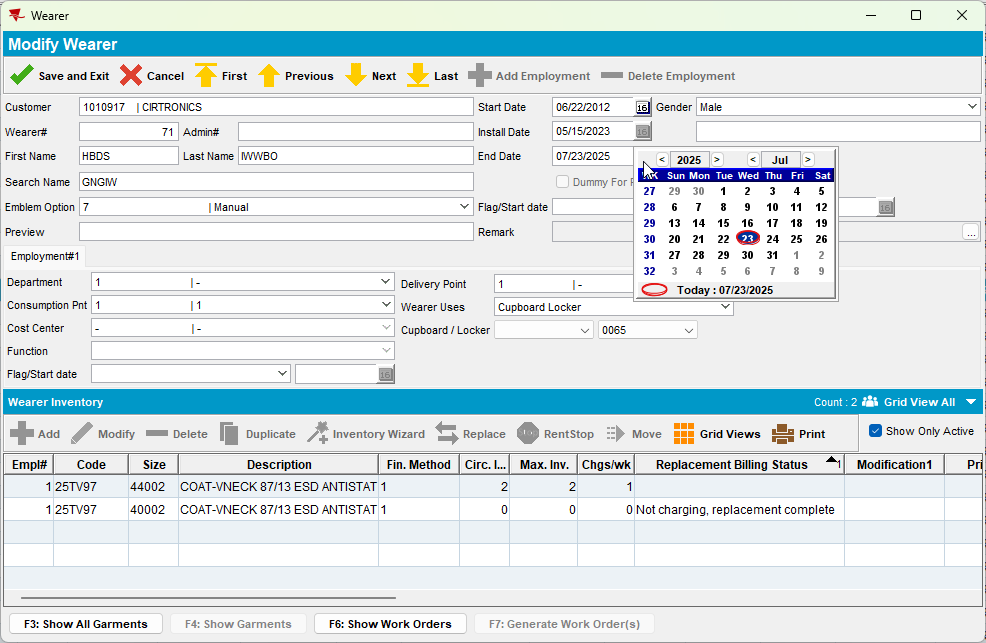 Wearer
Modify Wearer
Save and Exit Cancel First Previous Next Last Add Employment Delete Employment
Customer 1010917 CIRTRONICS Start Date 06/22/2012 16 Gender Male
Wearer# 71 Admin# Install Date 05/15/2023 16
First Name HBDS Last Name IWWBO End Date 07/23/2025
Search Name GNGIW Dummy For
Emblem Option 7 Manual Flag/Start date 16
Preview Remark ...
< 2025 > < Jul >
Sun Mon Tue Wed Thu Fri Sat
27 29 30 1 2 3 4 5
28 6 7 8 9 10 11 12
29 13 14 15 16 17 18 19
30 20 21 22 23 24 25 26
31 27 28 29 30 31 1 2
32 3 4 5 6 7 8 9
Today : 07/23/2025
Employment#1
Department 1 - Delivery Point 1 -
Consumption Pnt 1 1 Wearer Uses Cupboard Locker
Cost Center - - Cupboard / Locker 0065
Function
Flag/Start date 16
Wearer Inventory Count : 2 Grid View All
Add Modify Delete Duplicate Inventory Wizard Replace RentStop Move Grid Views Print Show Only Active
Empl# Code Size Description Fin. Method Circ. I... Max. Inv. Chgs/wk Replacement Billing Status 1 Modification1 Pri
1 25TV97 44002 COAT-VNECK 87/13 ESD ANTISTAT 1 2 2 1
1 25TV97 40002 COAT-VNECK 87/13 ESD ANTISTAT 1 0 0 0 Not charging, replacement complete
F3: Show All Garments F4: Show Garments F6: Show Work Orders F7: Generate Work Order(s)